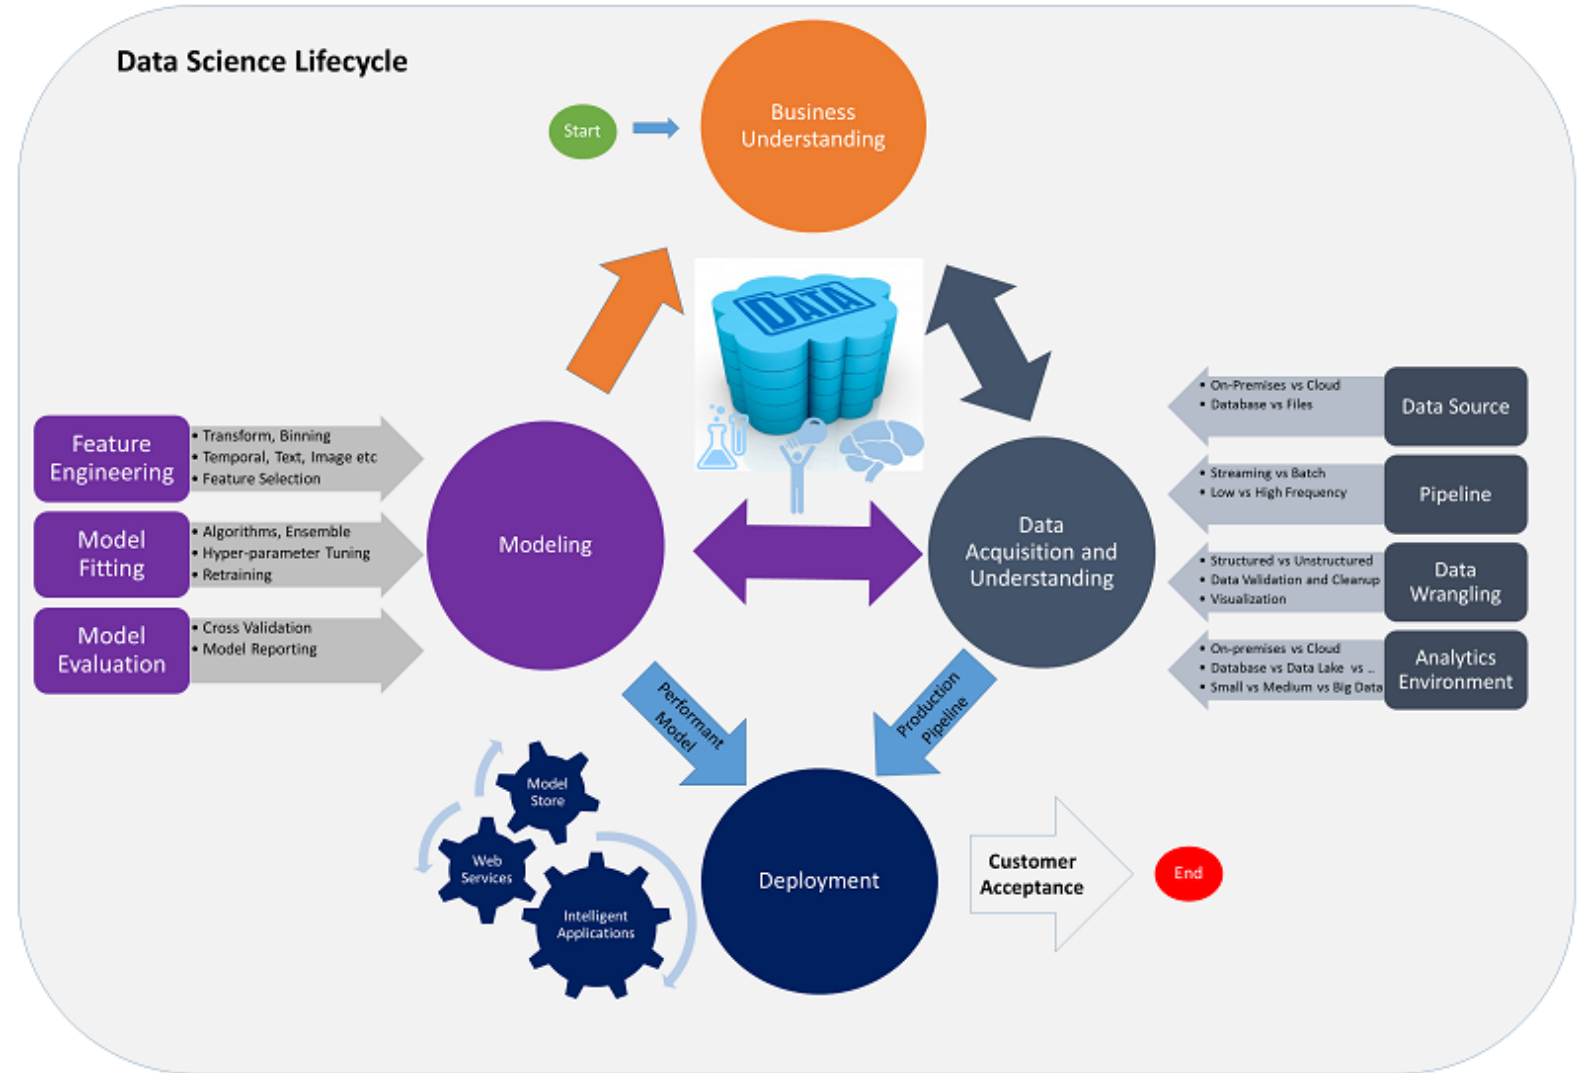 Data Science Lifecycle
Start
Business
Understanding
DATA
Feature
Engineering
• Transform, Binning
• Temporal, Text, Image etc
• Feature Selection
Model
Fitting
• Algorithms, Ensemble
• Hyper-parameter Tuning
• Retraining
Model
Evaluation
• Cross Validation
• Model Reporting
Modeling
Data
Acquisition and
Understanding
• On-Premises vs Cloud
• Database vs Files
Data Source
• Streaming vs Batch
• Low vs High Frequency
Pipeline
• Structured vs Unstructured
• Data Validation and Cleanup
• Visualization
Data
Wrangling
• On-premises vs Cloud
• Database vs Data Lake vs ..
• Small vs Medium vs Big Data
Analytics
Environment
Performant
Model
Production
Pipeline
Model
Store
Web
Services
Intelligent
Applications
Deployment
Customer
Acceptance
End